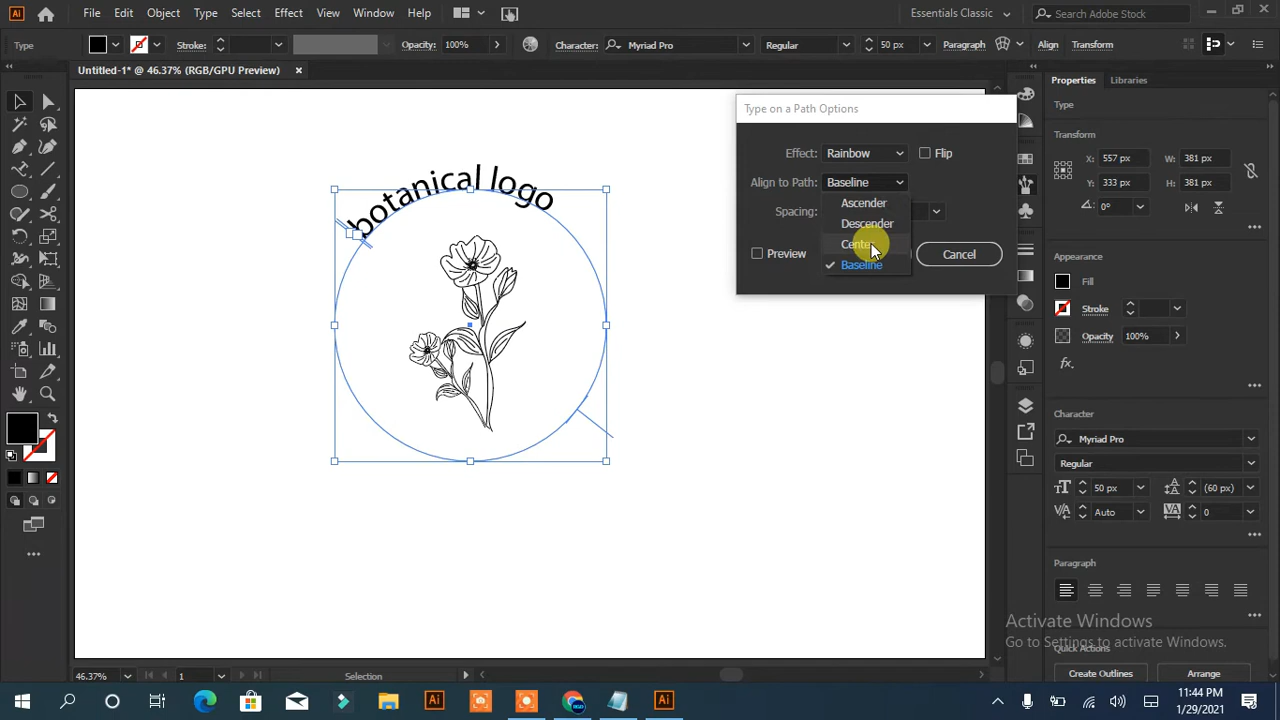 File Edit Object Type Select Effect View Window Help
Essentials Classic
Search Adobe Stock
Type
Stroke:
Opacity: 100%
Character: Myriad Pro
Regular
50 px
Paragraph
Align
Transform
Untitled-1* @ 46.37% (RGB/GPU Preview)
botanical logo
Type on a Path Options
Effect: Rainbow
Flip
Align to Path: Baseline
Ascender
Spacing:
Descender
Center
Preview
Cancel
Baseline
Properties Libraries
Type
Transform
X: 557 px W: 381 px
Y: 333 px H: 381 px
0°
Appearance
Fill
Stroke
Opacity 100%
fx.
Character
Myriad Pro
Regular
50 px (60 px)
Auto 0
Paragraph
Activate Windows
Go to Settings to activate Windows.
Quick Actions
Create Outlines Arrange
46.37% 1 Selection
11:44 PM
1/29/2021